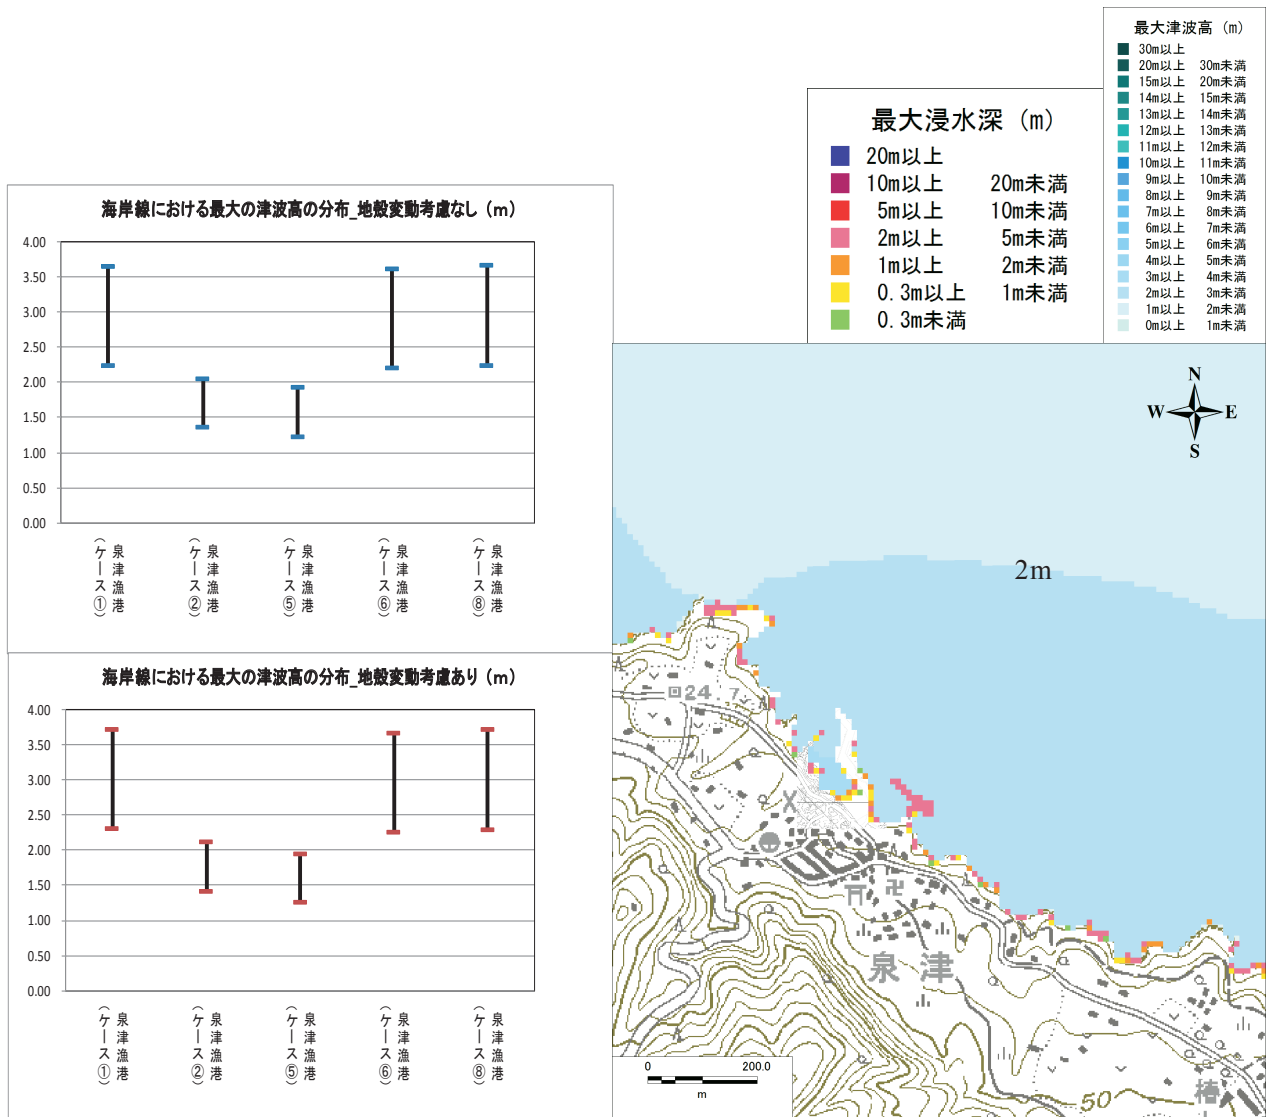 最大津波高 (m)
30m以上
20m以上 30m未満
15m以上 20m未満
14m以上 15m未満
13m以上 14m未満
12m以上 13m未満
11m以上 12m未満
10m以上 11m未満
9m以上 10m未満
8m以上 9m未満
7m以上 8m未満
6m以上 7m未満
5m以上 6m未満
4m以上 5m未満
3m以上 4m未満
2m以上 3m未満
1m以上 2m未満
0m以上 1m未満
最大浸水深 (m)
20m以上
10m以上 20m未満
5m以上 10m未満
2m以上 5m未満
1m以上 2m未満
0.3m以上 1m未満
0.3m未満
海岸線における最大の津波高の分布_地殻変動考慮なし（m）
4.00
3.50
3.00
2.50
2.00
1.50
1.00
0.50
0.00
泉津漁港
（ケース①）
泉津漁港
（ケース②）
泉津漁港
（ケース⑤）
泉津漁港
（ケース⑥）
泉津漁港
（ケース⑧）
海岸線における最大の津波高の分布_地殻変動考慮あり（m）
4.00
3.50
3.00
2.50
2.00
1.50
1.00
0.50
0.00
泉津漁港
（ケース①）
泉津漁港
（ケース②）
泉津漁港
（ケース⑤）
泉津漁港
（ケース⑥）
泉津漁港
（ケース⑧）
N
W E
S
2m
24.7
泉津
椿
50
0 200.0
m